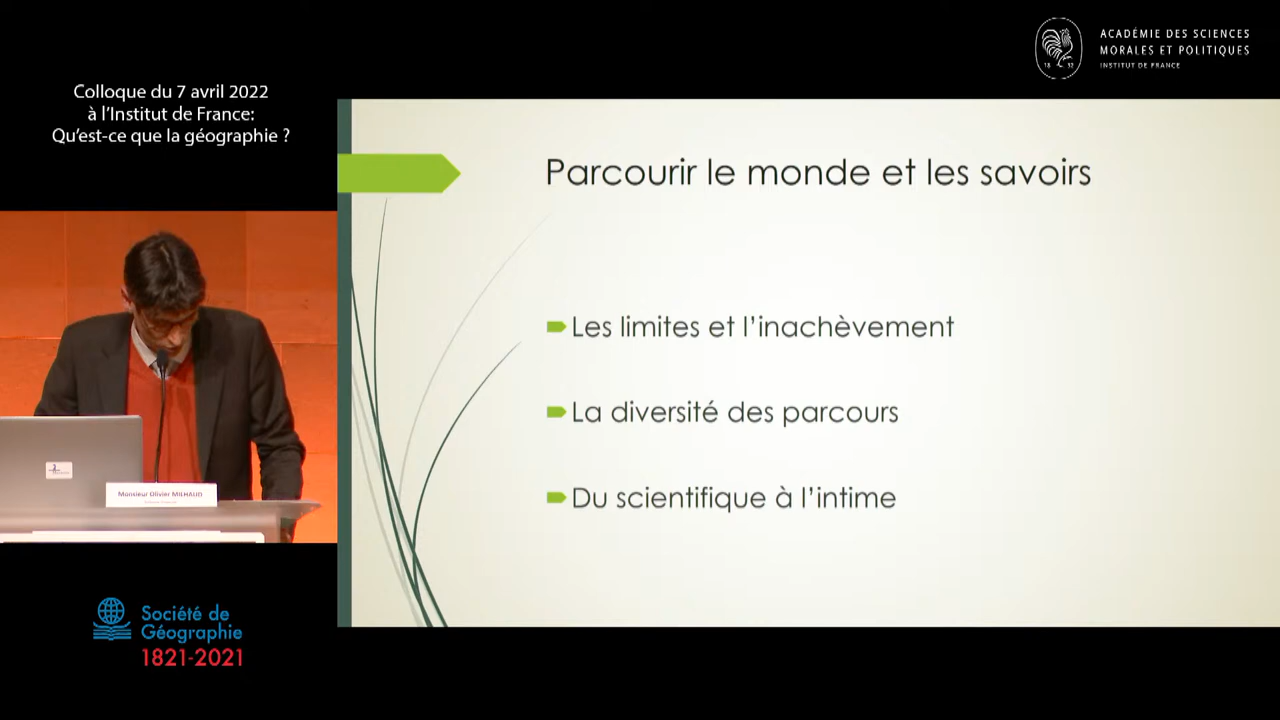 ACADÉMIE DES SCIENCES
MORALES ET POLITIQUES
INSTITUT DE FRANCE
18 32
Colloque du 7 avril 2022
à l'Institut de France:
Qu'est-ce que la géographie ?
Parcourir le monde et les savoirs
Les limites et l'inachèvement
La diversité des parcours
Du scientifique à l'intime
Monsieur Olivier MILHAUD
Société de
Géographie
1821-2021